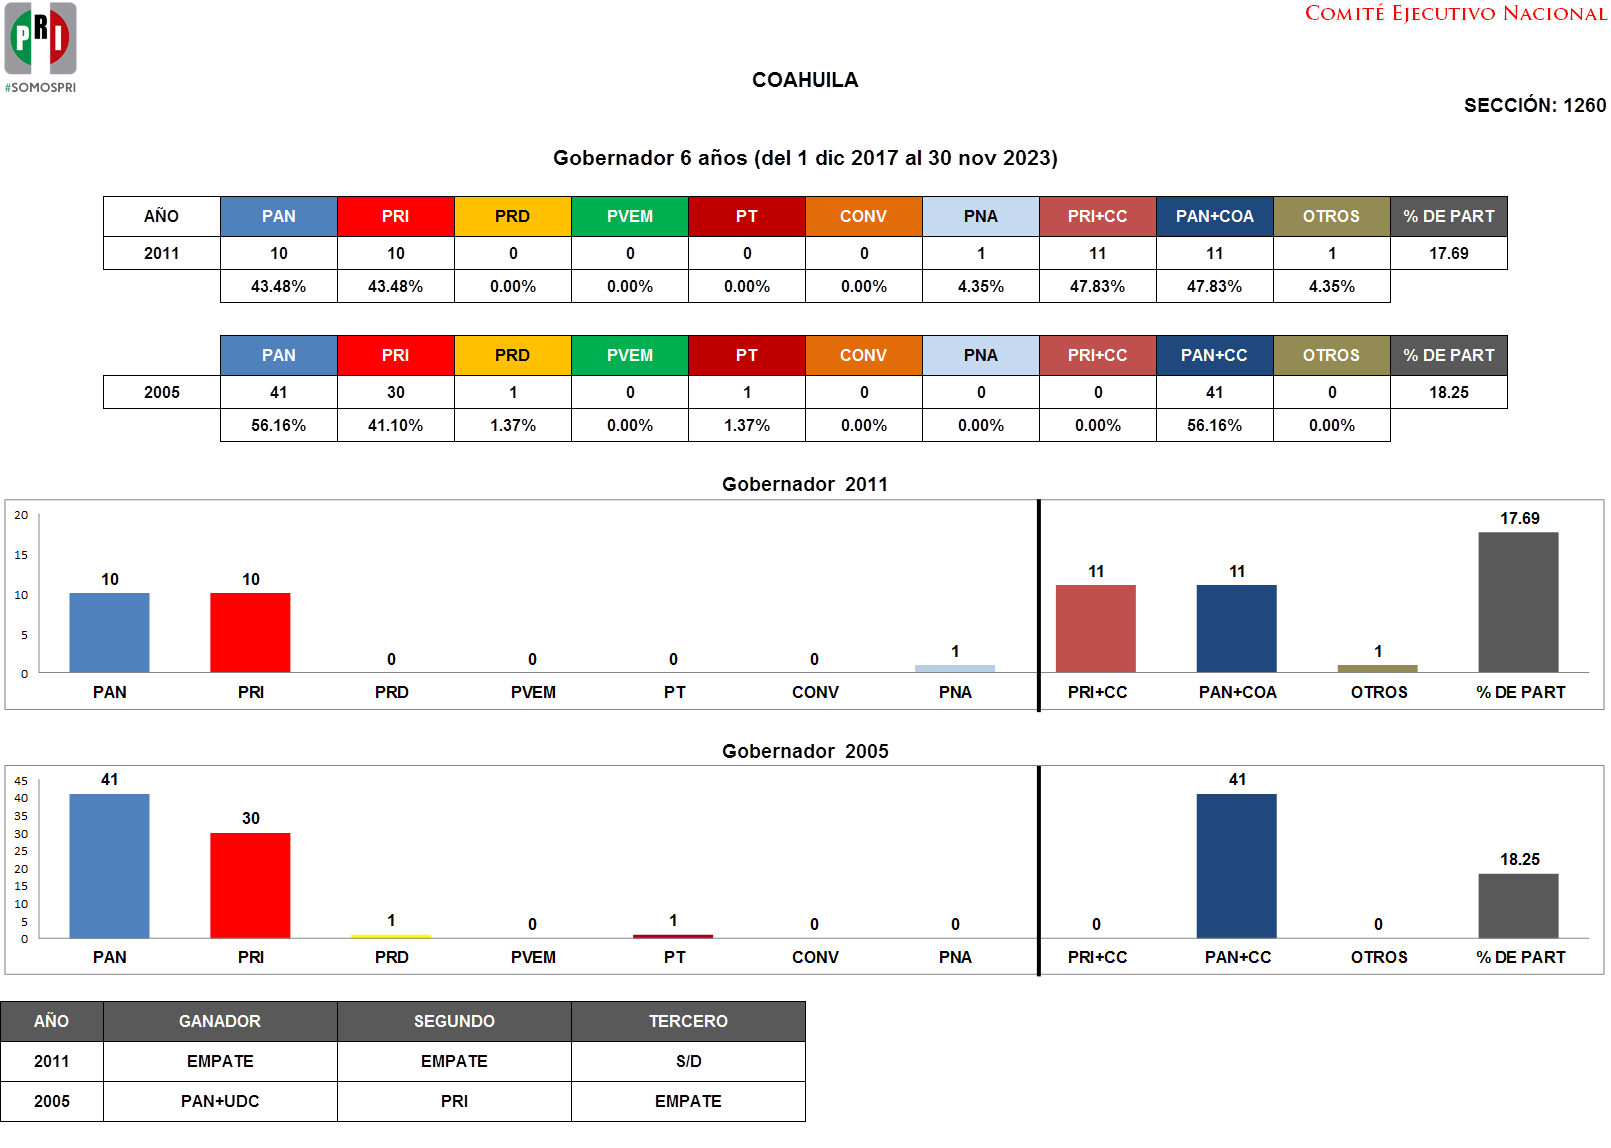 PRI
#SOMOSPRI
COMITÉ EJECUTIVO NACIONAL
COAHUILA
SECCIÓN: 1260
Gobernador 6 años (del 1 dic 2017 al 30 nov 2023)
AÑO PAN PRI PRD PVEM PT CONV PNA PRI+CC PAN+COA OTROS % DE PART
2011 10 10 0 0 0 0 1 11 11 1 17.69
43.48% 43.48% 0.00% 0.00% 0.00% 0.00% 4.35% 47.83% 47.83% 4.35%
PAN PRI PRD PVEM PT CONV PNA PRI+CC PAN+CC OTROS % DE PART
2005 41 30 1 0 1 0 0 0 41 0 18.25
56.16% 41.10% 1.37% 0.00% 1.37% 0.00% 0.00% 0.00% 56.16% 0.00%
Gobernador 2011
20
15
10
5
0
10 10 0 0 0 0 1 11 11 1 17.69
PAN PRI PRD PVEM PT CONV PNA PRI+CC PAN+COA OTROS % DE PART
Gobernador 2005
45
40
35
30
25
20
15
10
5
0
41 30 1 0 1 0 0 0 41 0 18.25
PAN PRI PRD PVEM PT CONV PNA PRI+CC PAN+CC OTROS % DE PART
AÑO GANADOR SEGUNDO TERCERO
2011 EMPATE EMPATE S/D
2005 PAN+UDC PRI EMPATE